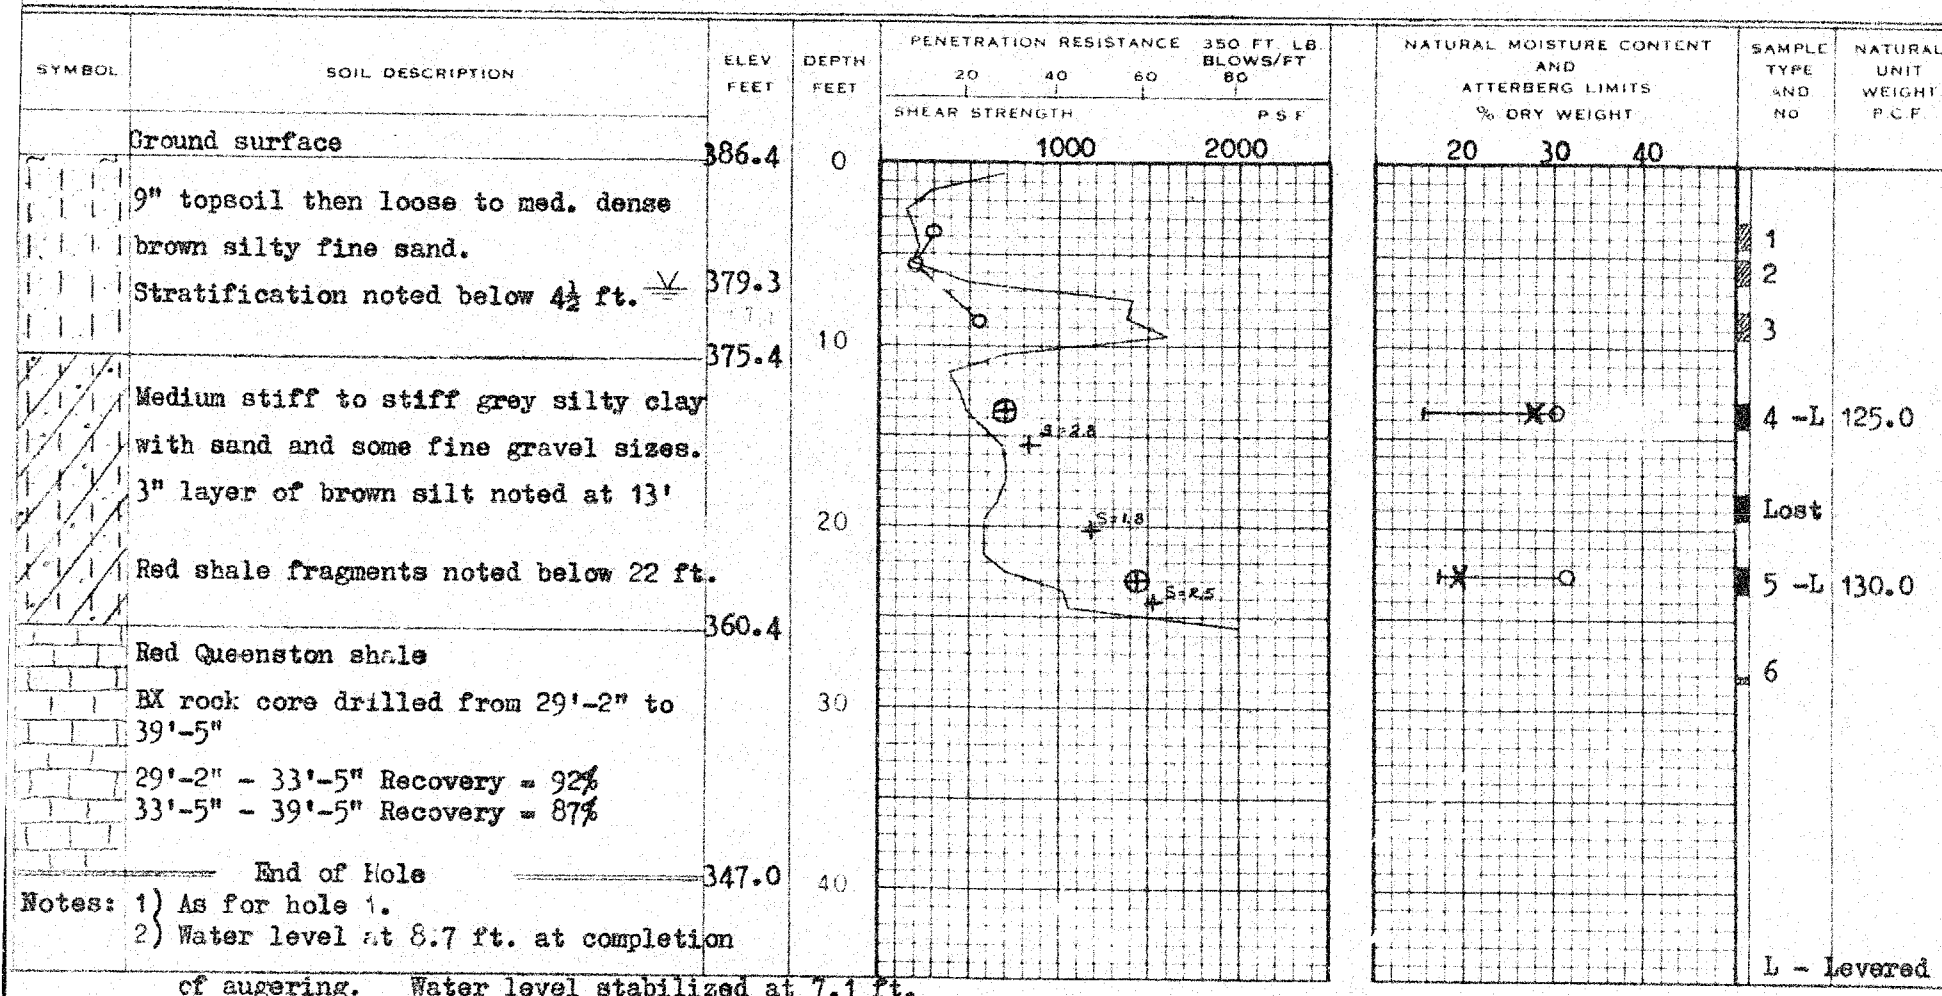 SYMBOL
SOIL DESCRIPTION
ELEV
FEET
DEPTH
FEET
PENETRATION RESISTANCE 350 FT. LB.
BLOWS/FT
20 40 60 80
SHEAR STRENGTH P S F
1000 2000
NATURAL MOISTURE CONTENT
AND
ATTERBERG LIMITS
% DRY WEIGHT
20 30 40
SAMPLE
TYPE
AND
NO
NATURAL
UNIT
WEIGHT
P.C.F.
Ground surface
386.4 0
9" topsoil then loose to med. dense
brown silty fine sand.
Stratification noted below 4½ ft.
379.3
1
2
3
10
375.4
Medium stiff to stiff grey silty clay
with sand and some fine gravel sizes.
3" layer of brown silt noted at 13'
S=2.8
4 -L 125.0
Lost
20
S=1.8
Red shale fragments noted below 22 ft.
S=2.5
5 -L 130.0
360.4
Red Queenston shale
6
BX rock core drilled from 29'-2" to
39'-5"
30
29'-2" - 33'-5" Recovery = 92%
33'-5" - 39'-5" Recovery = 87%
End of Hole
347.0 40
Notes: 1) As for hole 1.
2) Water level at 8.7 ft. at completion
of augering. Water level stabilized at 7.1 ft.
L - Levered